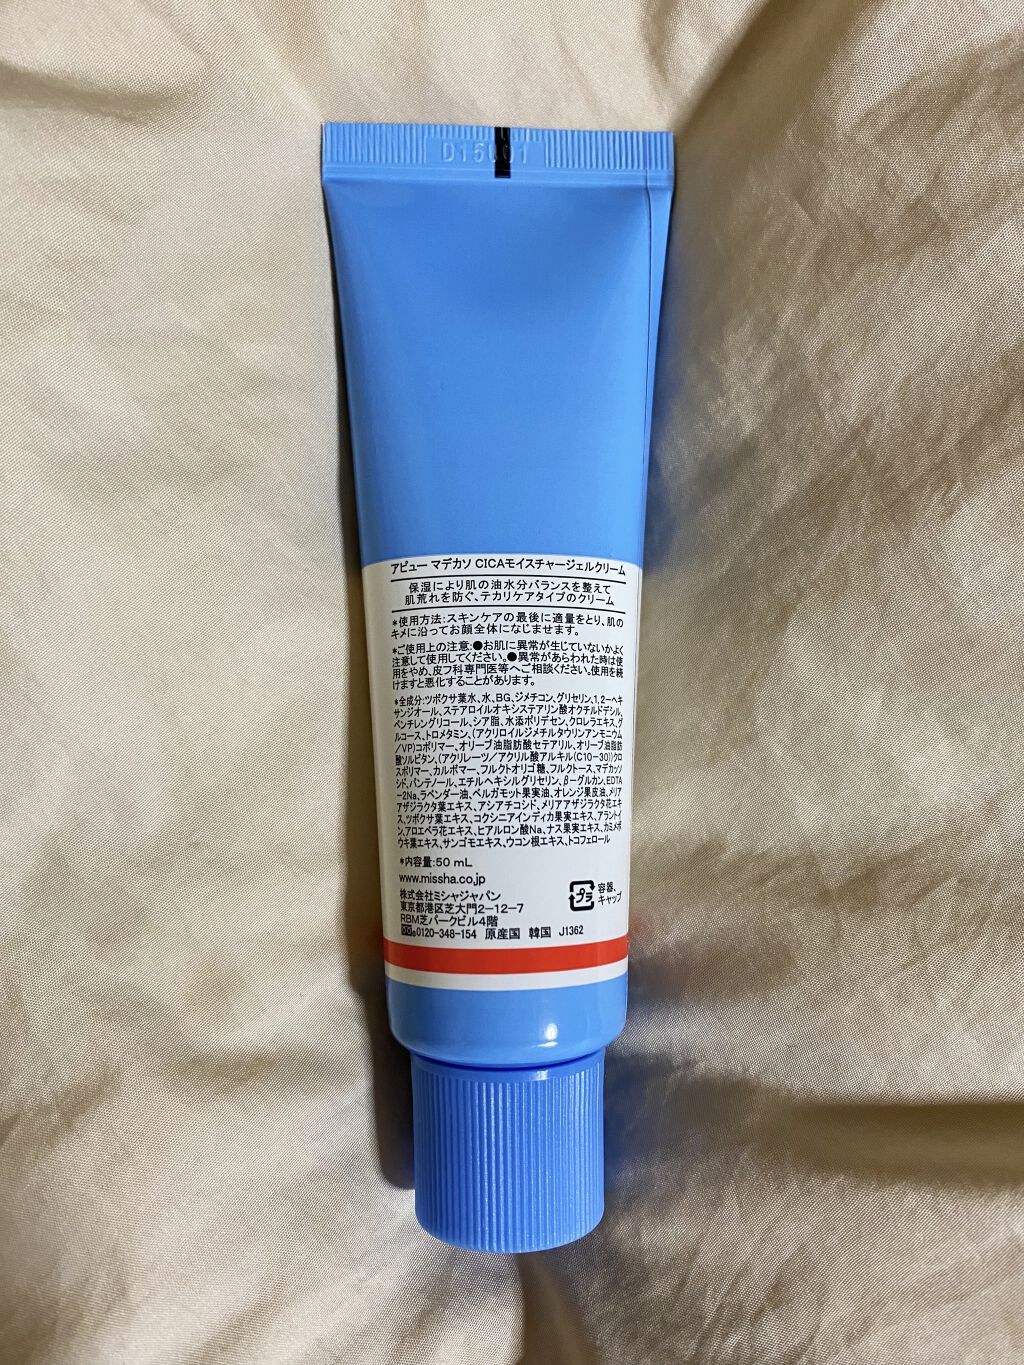 D15U01
アピュー マデカソ CICAモイスチャージェルクリーム
保湿により肌の油水分バランスを整えて
肌荒れを防ぐ、テカリケアタイプのクリーム
*使用方法:スキンケアの最後に適量をとり、肌の
キメに沿ってお顔全体になじませます。
*ご使用上の注意:●お肌に異常が生じていないかよく
注意して使用してください。●異常があらわれた時は使
用をやめ、皮フ科専門医等へご相談ください。使用を続
けますと悪化することがあります。
*全成分:ツボクサ葉水、水、BG、ジメチコン、グリセリン、1,2-ヘキ
サンジオール、ステアロイルオキシステアリン酸オクチルドデシル、
ペンチレングリコール、シア脂、水添ポリデセン、クロレラエキス、グ
ルコース、トロメタミン、(アクリロイルジメチルタウリンアンモニウム
/VP)コポリマー、オリーブ油脂肪酸セテアリル、オリーブ油脂肪
酸ソルビタン、(アクリレーツ/アクリル酸アルキル(C10-30))クロ
スポリマー、カルボマー、フルクトオリゴ糖、フルクトース、マデカッソ
シド、パンテノール、エチルヘキシルグリセリン、β-グルカン、EDTA
-2Na、ラベンダー油、ベルガモット果実油、オレンジ果皮油、メリア
アザジラクタ葉エキス、アシアチコシド、メリアアザジラクタ花エキ
ス、ツボクサ葉エキス、コクシニアインディカ果実エキス、アラントイ
ン、アロエベラ花エキス、ヒアルロン酸Na、ナス果実エキス、カミメボ
ウキ葉エキス、サンゴモエキス、ウコン根エキス、トコフェロール
*内容量:50 mL
www.missha.co.jp
株式会社ミシャジャパン
東京都港区芝大門2-12-7
RBM芝パークビル4階
0120-348-154 原産国 韓国 J1362
プラ
容器、
キャップ